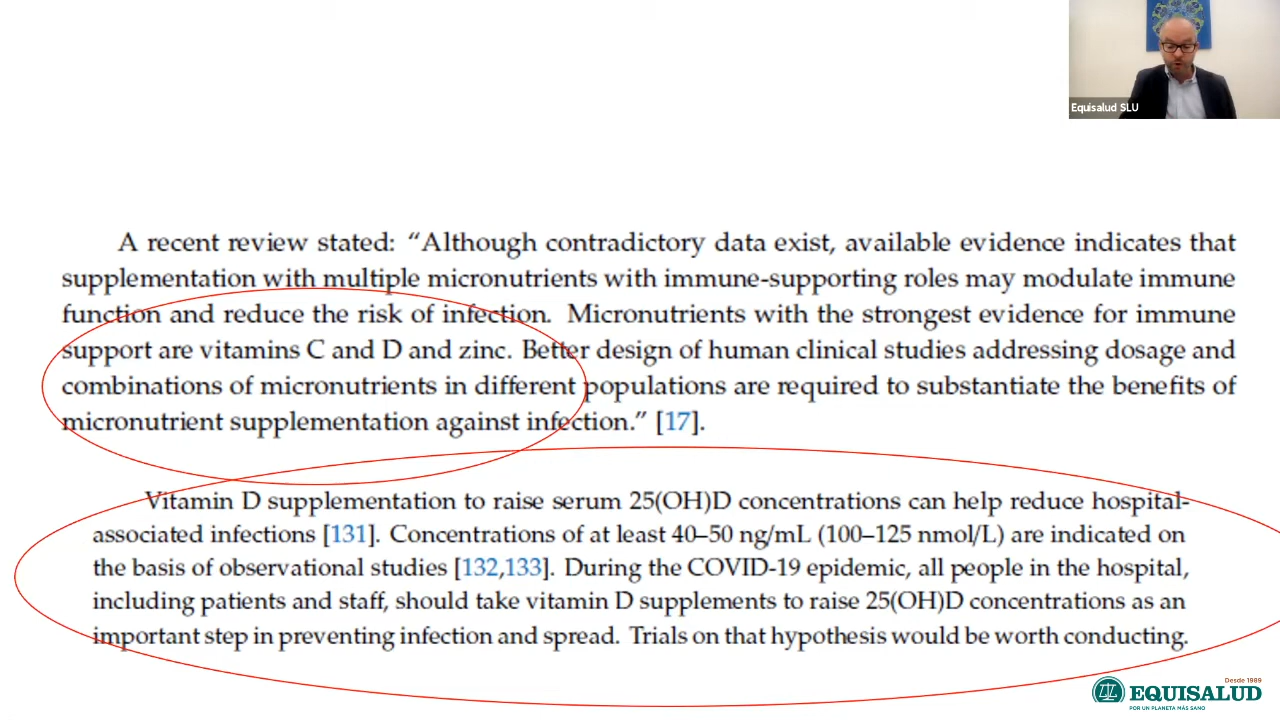 Equisalud SLU
A recent review stated: “Although contradictory data exist, available evidence indicates that
supplementation with multiple micronutrients with immune-supporting roles may modulate immune
function and reduce the risk of infection. Micronutrients with the strongest evidence for immune
support are vitamins C and D and zinc. Better design of human clinical studies addressing dosage and
combinations of micronutrients in different populations are required to substantiate the benefits of
micronutrient supplementation against infection.” [17].
Vitamin D supplementation to raise serum 25(OH)D concentrations can help reduce hospital-
associated infections [131]. Concentrations of at least 40–50 ng/mL (100–125 nmol/L) are indicated on
the basis of observational studies [132,133]. During the COVID-19 epidemic, all people in the hospital,
including patients and staff, should take vitamin D supplements to raise 25(OH)D concentrations as an
important step in preventing infection and spread. Trials on that hypothesis would be worth conducting.
Desde 1989
EQUISALUD
POR UN PLANETA MÁS SANO